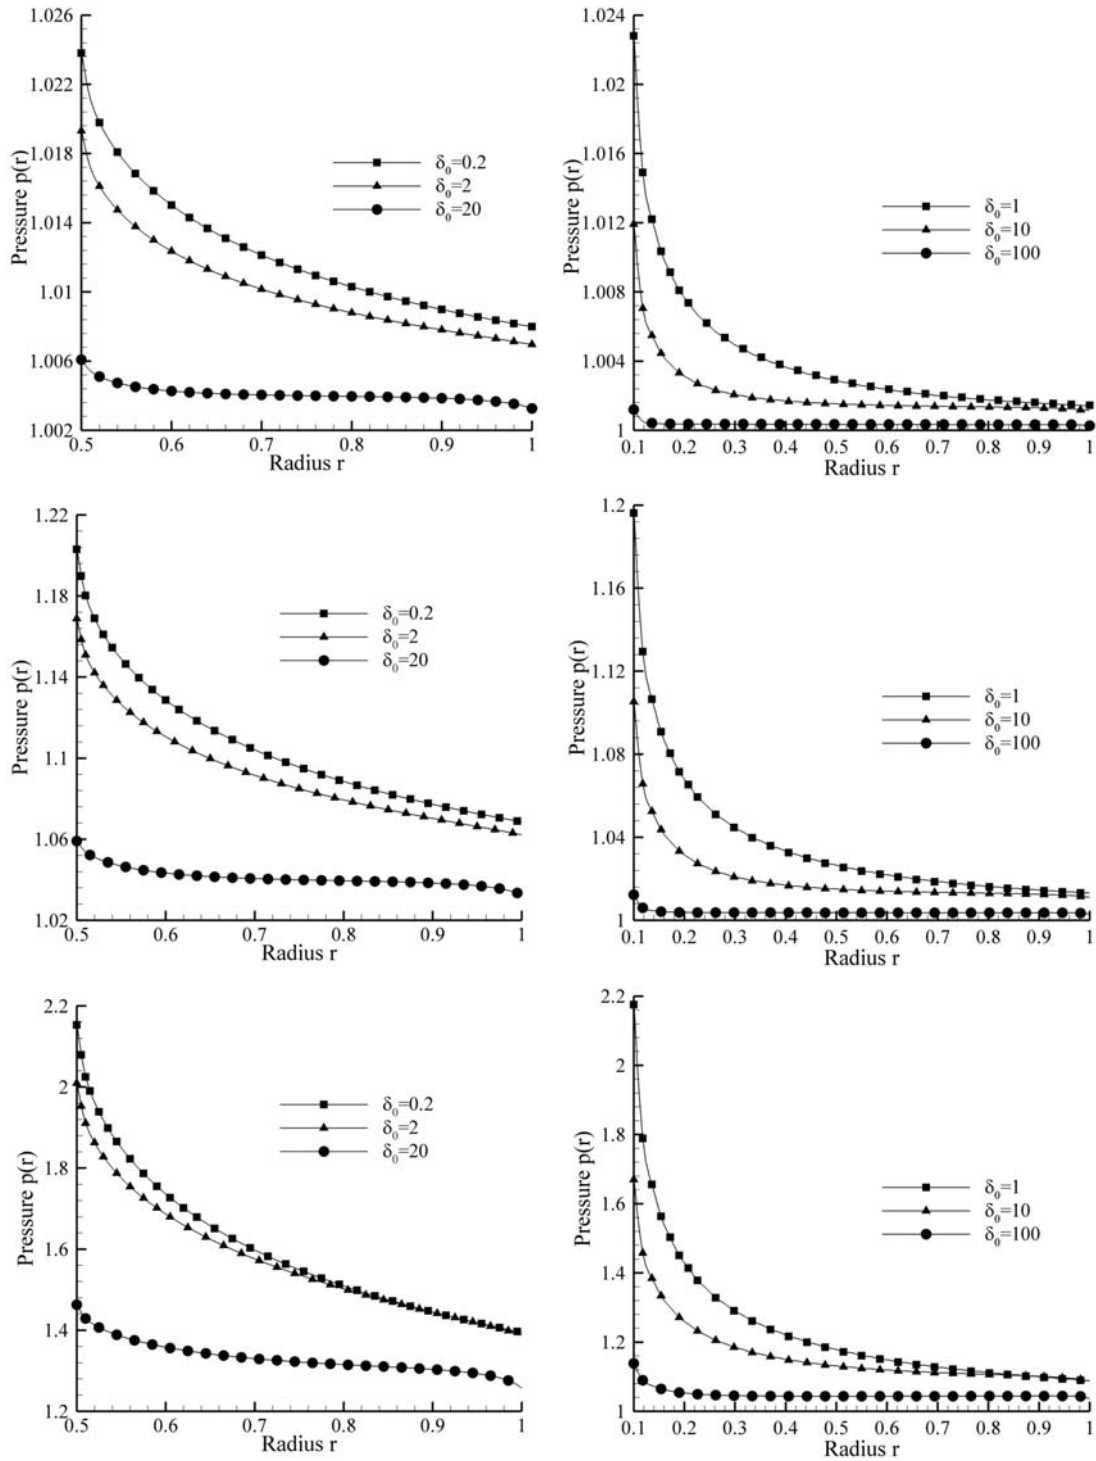 1.026
1.022
1.018
1.014
1.01
1.006
1.002
Pressure p(r)
δ0=0.2
δ0=2
δ0=20
0.5 0.6 0.7 0.8 0.9 1
Radius r
1.024
1.02
1.016
1.012
1.008
1.004
1
Pressure p(r)
δ0=1
δ0=10
δ0=100
0.1 0.2 0.3 0.4 0.5 0.6 0.7 0.8 0.9 1
Radius r
1.22
1.18
1.14
1.1
1.06
1.02
Pressure p(r)
δ0=0.2
δ0=2
δ0=20
0.5 0.6 0.7 0.8 0.9 1
Radius r
1.2
1.16
1.12
1.08
1.04
1
Pressure p(r)
δ0=1
δ0=10
δ0=100
0.1 0.2 0.3 0.4 0.5 0.6 0.7 0.8 0.9 1
Radius r
2.2
2
1.8
1.6
1.4
1.2
Pressure p(r)
δ0=0.2
δ0=2
δ0=20
0.5 0.6 0.7 0.8 0.9 1
Radius r
2.2
2
1.8
1.6
1.4
1.2
1
Pressure p(r)
δ0=1
δ0=10
δ0=100
0.1 0.2 0.3 0.4 0.5 0.6 0.7 0.8 0.9 1
Radius r